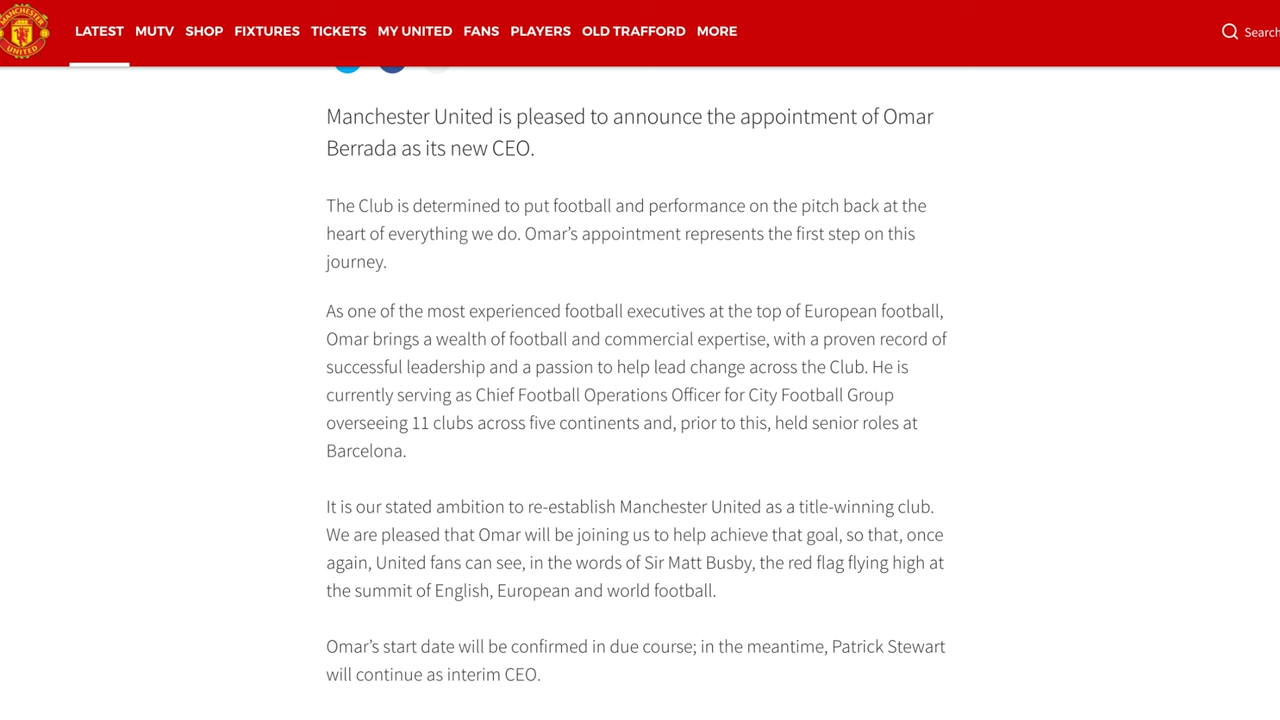 MANCHESTER
UNITED
LATEST MUTV SHOP FIXTURES TICKETS MY UNITED FANS PLAYERS OLD TRAFFORD MORE
Search
Manchester United is pleased to announce the appointment of Omar
Berrada as its new CEO.
The Club is determined to put football and performance on the pitch back at the
heart of everything we do. Omar’s appointment represents the first step on this
journey.
As one of the most experienced football executives at the top of European football,
Omar brings a wealth of football and commercial expertise, with a proven record of
successful leadership and a passion to help lead change across the Club. He is
currently serving as Chief Football Operations Officer for City Football Group
overseeing 11 clubs across five continents and, prior to this, held senior roles at
Barcelona.
It is our stated ambition to re-establish Manchester United as a title-winning club.
We are pleased that Omar will be joining us to help achieve that goal, so that, once
again, United fans can see, in the words of Sir Matt Busby, the red flag flying high at
the summit of English, European and world football.
Omar’s start date will be confirmed in due course; in the meantime, Patrick Stewart
will continue as interim CEO.